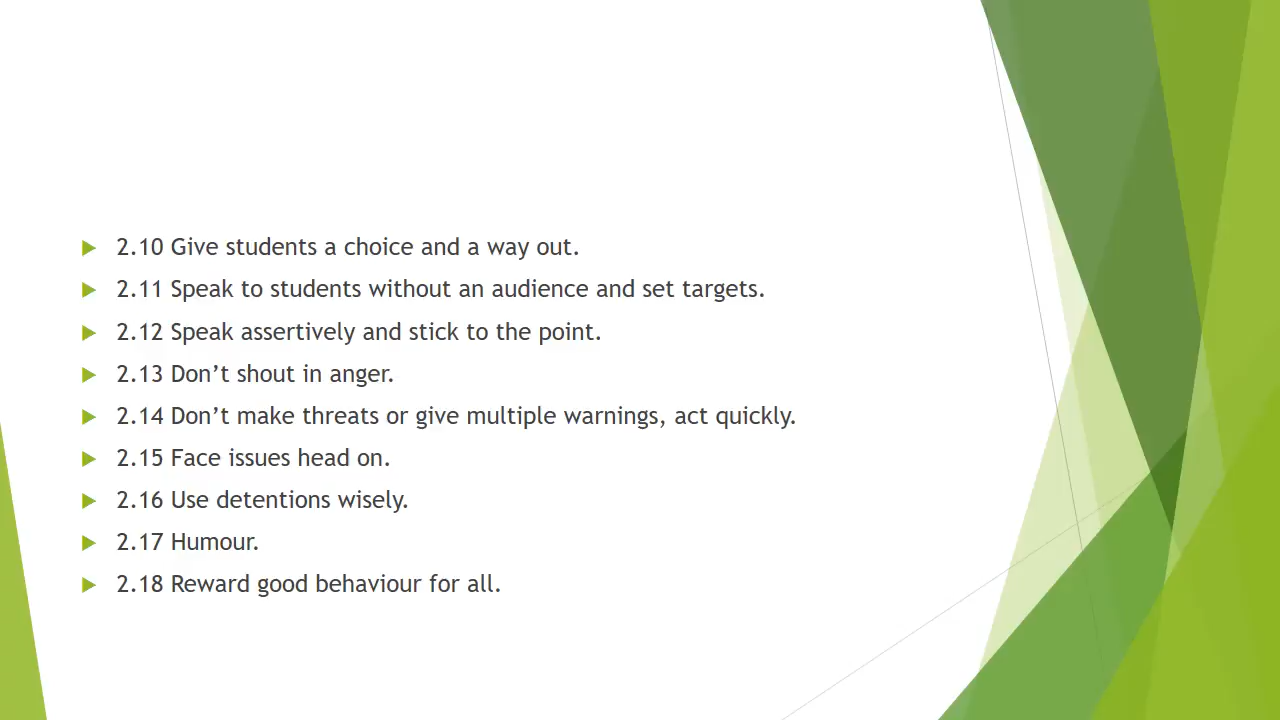 2.10 Give students a choice and a way out.
2.11 Speak to students without an audience and set targets.
2.12 Speak assertively and stick to the point.
2.13 Don’t shout in anger.
2.14 Don’t make threats or give multiple warnings, act quickly.
2.15 Face issues head on.
2.16 Use detentions wisely.
2.17 Humour.
2.18 Reward good behaviour for all.